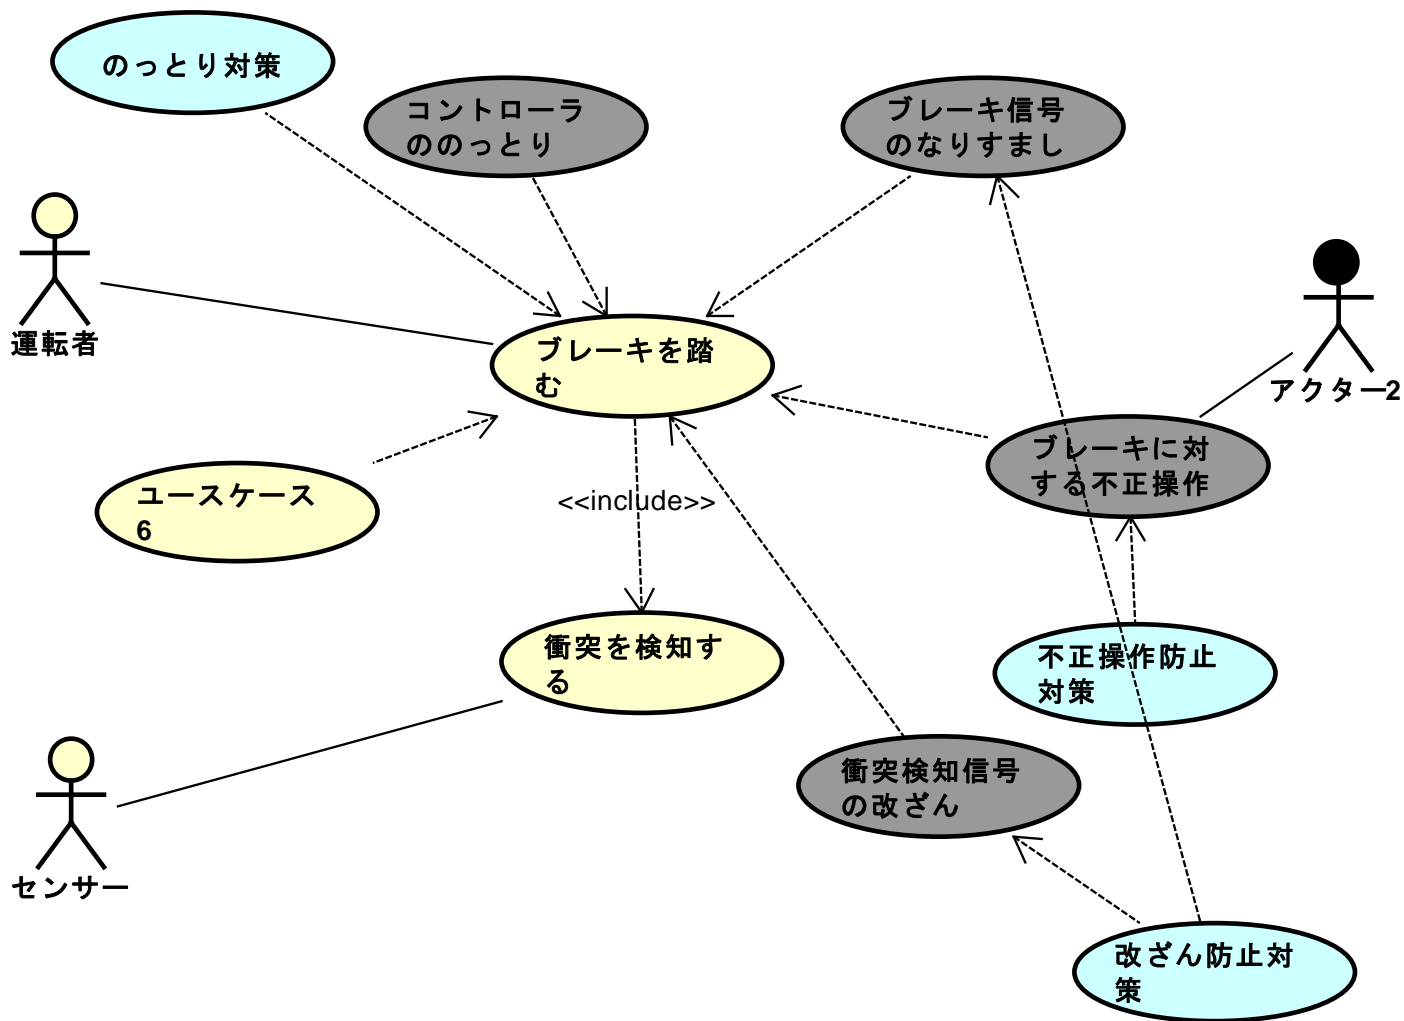 のっとり対策
コントローラ
ののっとり
ブレーキ信号
のなりすまし
運転者
アクター2
ブレーキを踏
む
ブレーキに対
する不正操作
ユースケース
6
<<include>>
衝突を検知す
る
不正操作防止
対策
衝突検知信号
の改ざん
センサー
改ざん防止対
策